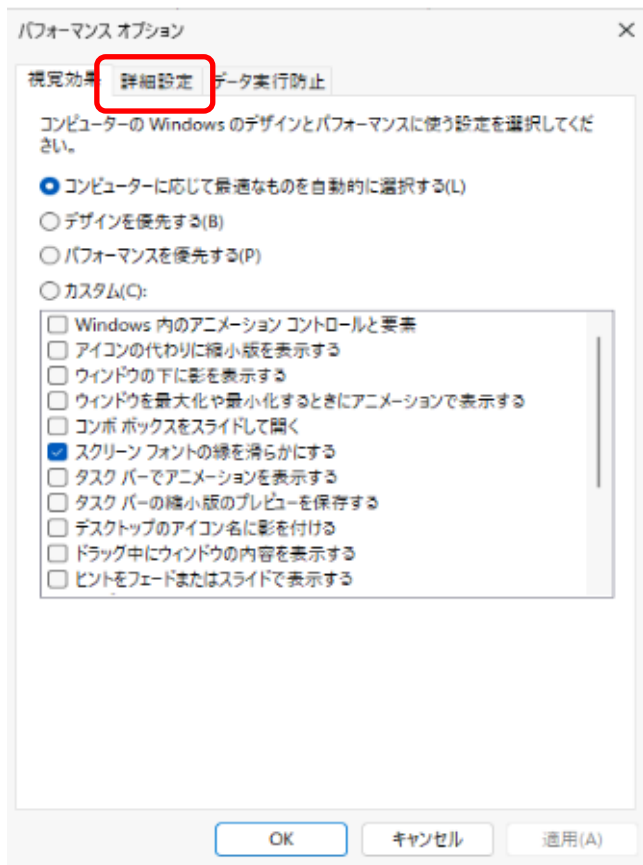 パフォーマンス オプション
視覚効果 詳細設定 データ実行防止
コンピューターの Windows のデザインとパフォーマンスに使う設定を選択してくだ
さい。
コンピューターに応じて最適なものを自動的に選択する(L)
デザインを優先する(B)
パフォーマンスを優先する(P)
カスタム(C):
Windows 内のアニメーション コントロールと要素
アイコンの代わりに縮小版を表示する
ウィンドウの下に影を表示する
ウィンドウを最大化や最小化するときにアニメーションで表示する
コンボ ボックスをスライドして開く
スクリーン フォントの縁を滑らかにする
タスク バーでアニメーションを表示する
タスク バーの縮小版のプレビューを保存する
デスクトップのアイコン名に影を付ける
ドラッグ中にウィンドウの内容を表示する
ヒントをフェードまたはスライドで表示する
OK キャンセル 適用(A)